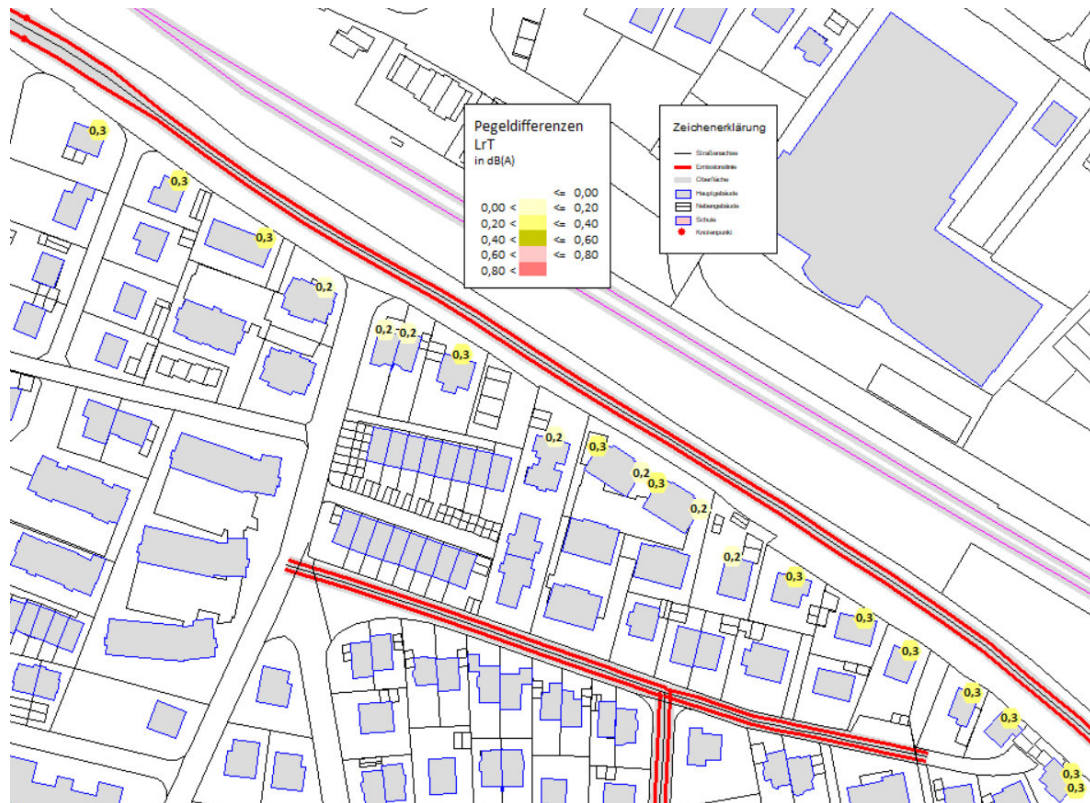 0,3
0,3
0,3
0,2
0,2
0,2
0,3
0,2
0,3
0,2
0,3
0,2
0,2
0,3
0,3
0,3
0,3
0,3
0,3
0,3
Pegeldifferenzen
LrT
in dB(A)
<= 0,00
0,00 < <= 0,20
0,20 < <= 0,40
0,40 < <= 0,60
0,60 < <= 0,80
0,80 <
Zeichenerklärung
Straßenachse
Emissionslinie
Oberfläche
Hauptgebäude
Nebengebäude
Schule
Knotenpunkt